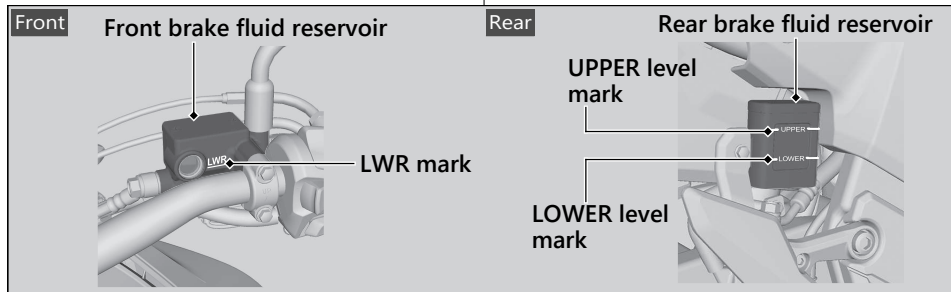 Front
Front brake fluid reservoir
LWR
LWR mark
Rear
Rear brake fluid reservoir
UPPER level
mark
UPPER
LOWER
LOWER level
mark